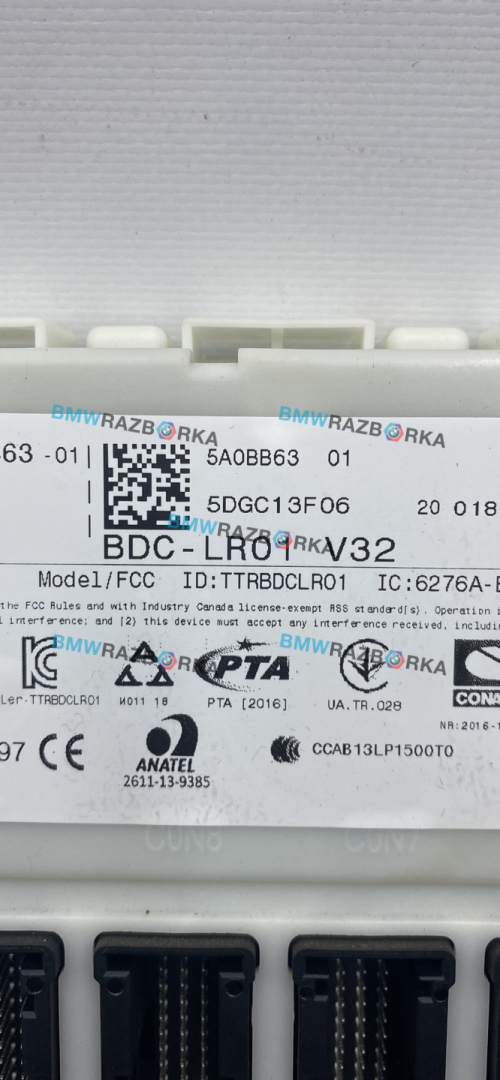 BMWRAZBORKA BMWRAZBORKA
63 -01 5A0BB63 01
5DGC13F06 20 018
BMWRAZBORKA
BDC-LR01 V32
Model/FCC ID:TTRBDCLR01 IC:6276A-
the FCC Rules and with Industry Canada license-exempt RSS standard(s). Operation
interference; and (2) this device must accept any interference received, includi
BMWRAZBORKA BMWRAZBORKA
KC PTA CONA
Ler-TTRBDCLR01 И011 18 PTA [2016] UA.TR.028
NR:2016-1
97 CE ANATEL CCAB13LP1500T0
2611-13-9385
CON8 CON7